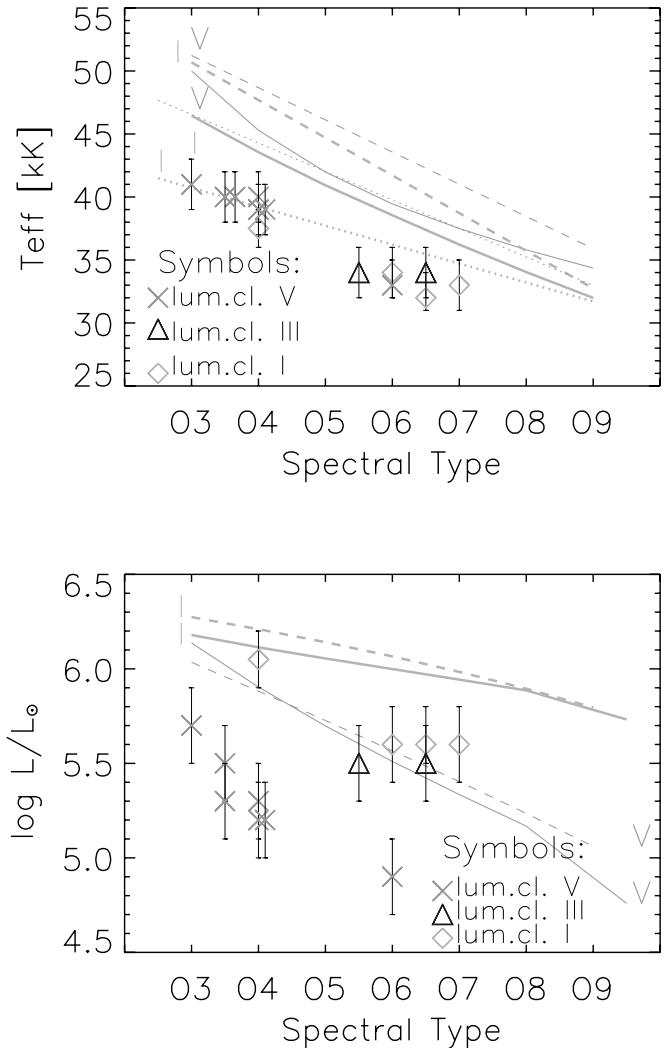 55
50
45
40
35
30
25
Teff [kK]
I
V
V
I
I
Symbols:
lum.cl. V
lum.cl. III
lum.cl. I
O3 O4 O5 O6 O7 O8 O9
Spectral Type
6.5
6.0
5.5
5.0
4.5
log L/L☉
I
I
V
V
Symbols:
lum.cl. V
lum.cl. III
lum.cl. I
O3 O4 O5 O6 O7 O8 O9
Spectral Type